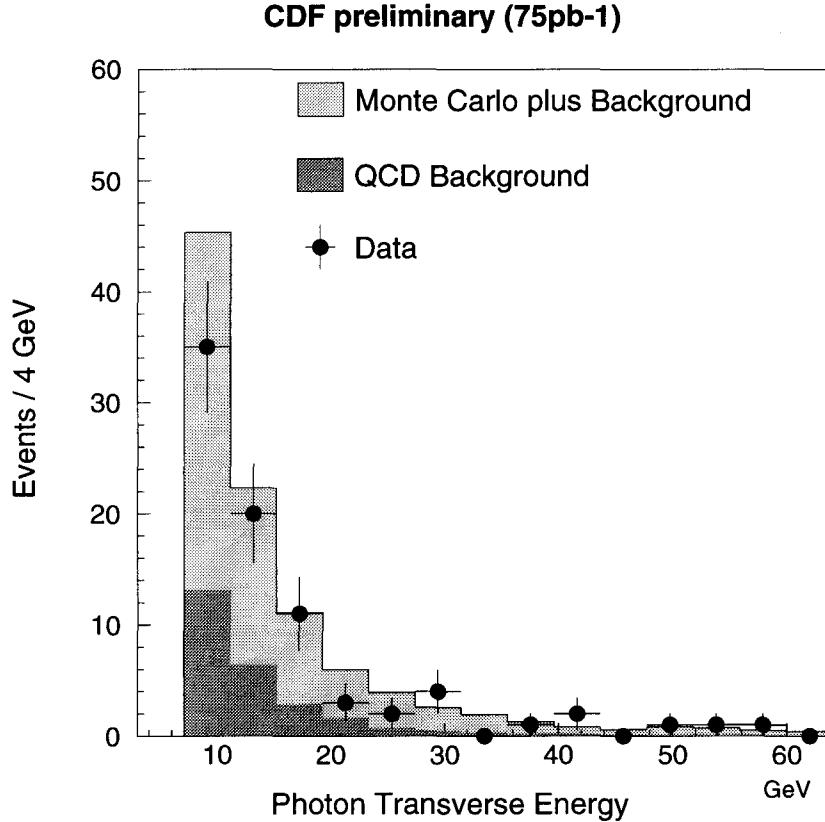 CDF preliminary (75pb-1)
60
Monte Carlo plus Background
50
QCD Background
Data
40
30
20
10
0
Events / 4 GeV
10 20 30 40 50 60
GeV
Photon Transverse Energy